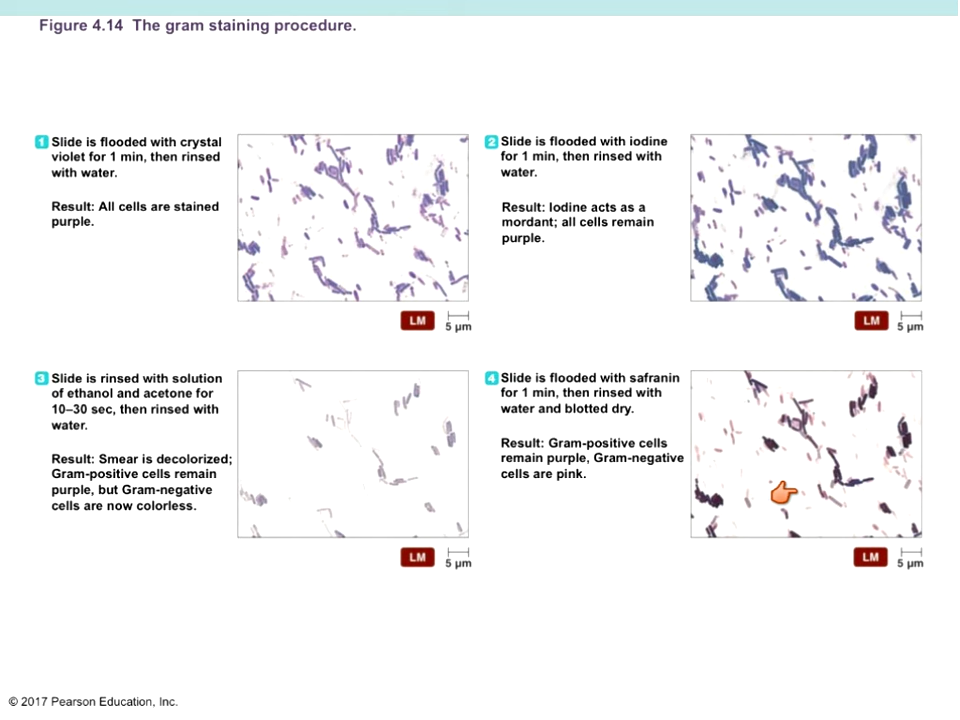 Figure 4.14 The gram staining procedure.
1 Slide is flooded with crystal
violet for 1 min, then rinsed
with water.
Result: All cells are stained
purple.
LM
5 µm
2 Slide is flooded with iodine
for 1 min, then rinsed with
water.
Result: Iodine acts as a
mordant; all cells remain
purple.
LM
5 µm
3 Slide is rinsed with solution
of ethanol and acetone for
10–30 sec, then rinsed with
water.
Result: Smear is decolorized;
Gram-positive cells remain
purple, but Gram-negative
cells are now colorless.
LM
5 µm
4 Slide is flooded with safranin
for 1 min, then rinsed with
water and blotted dry.
Result: Gram-positive cells
remain purple, Gram-negative
cells are pink.
LM
5 µm
© 2017 Pearson Education, Inc.